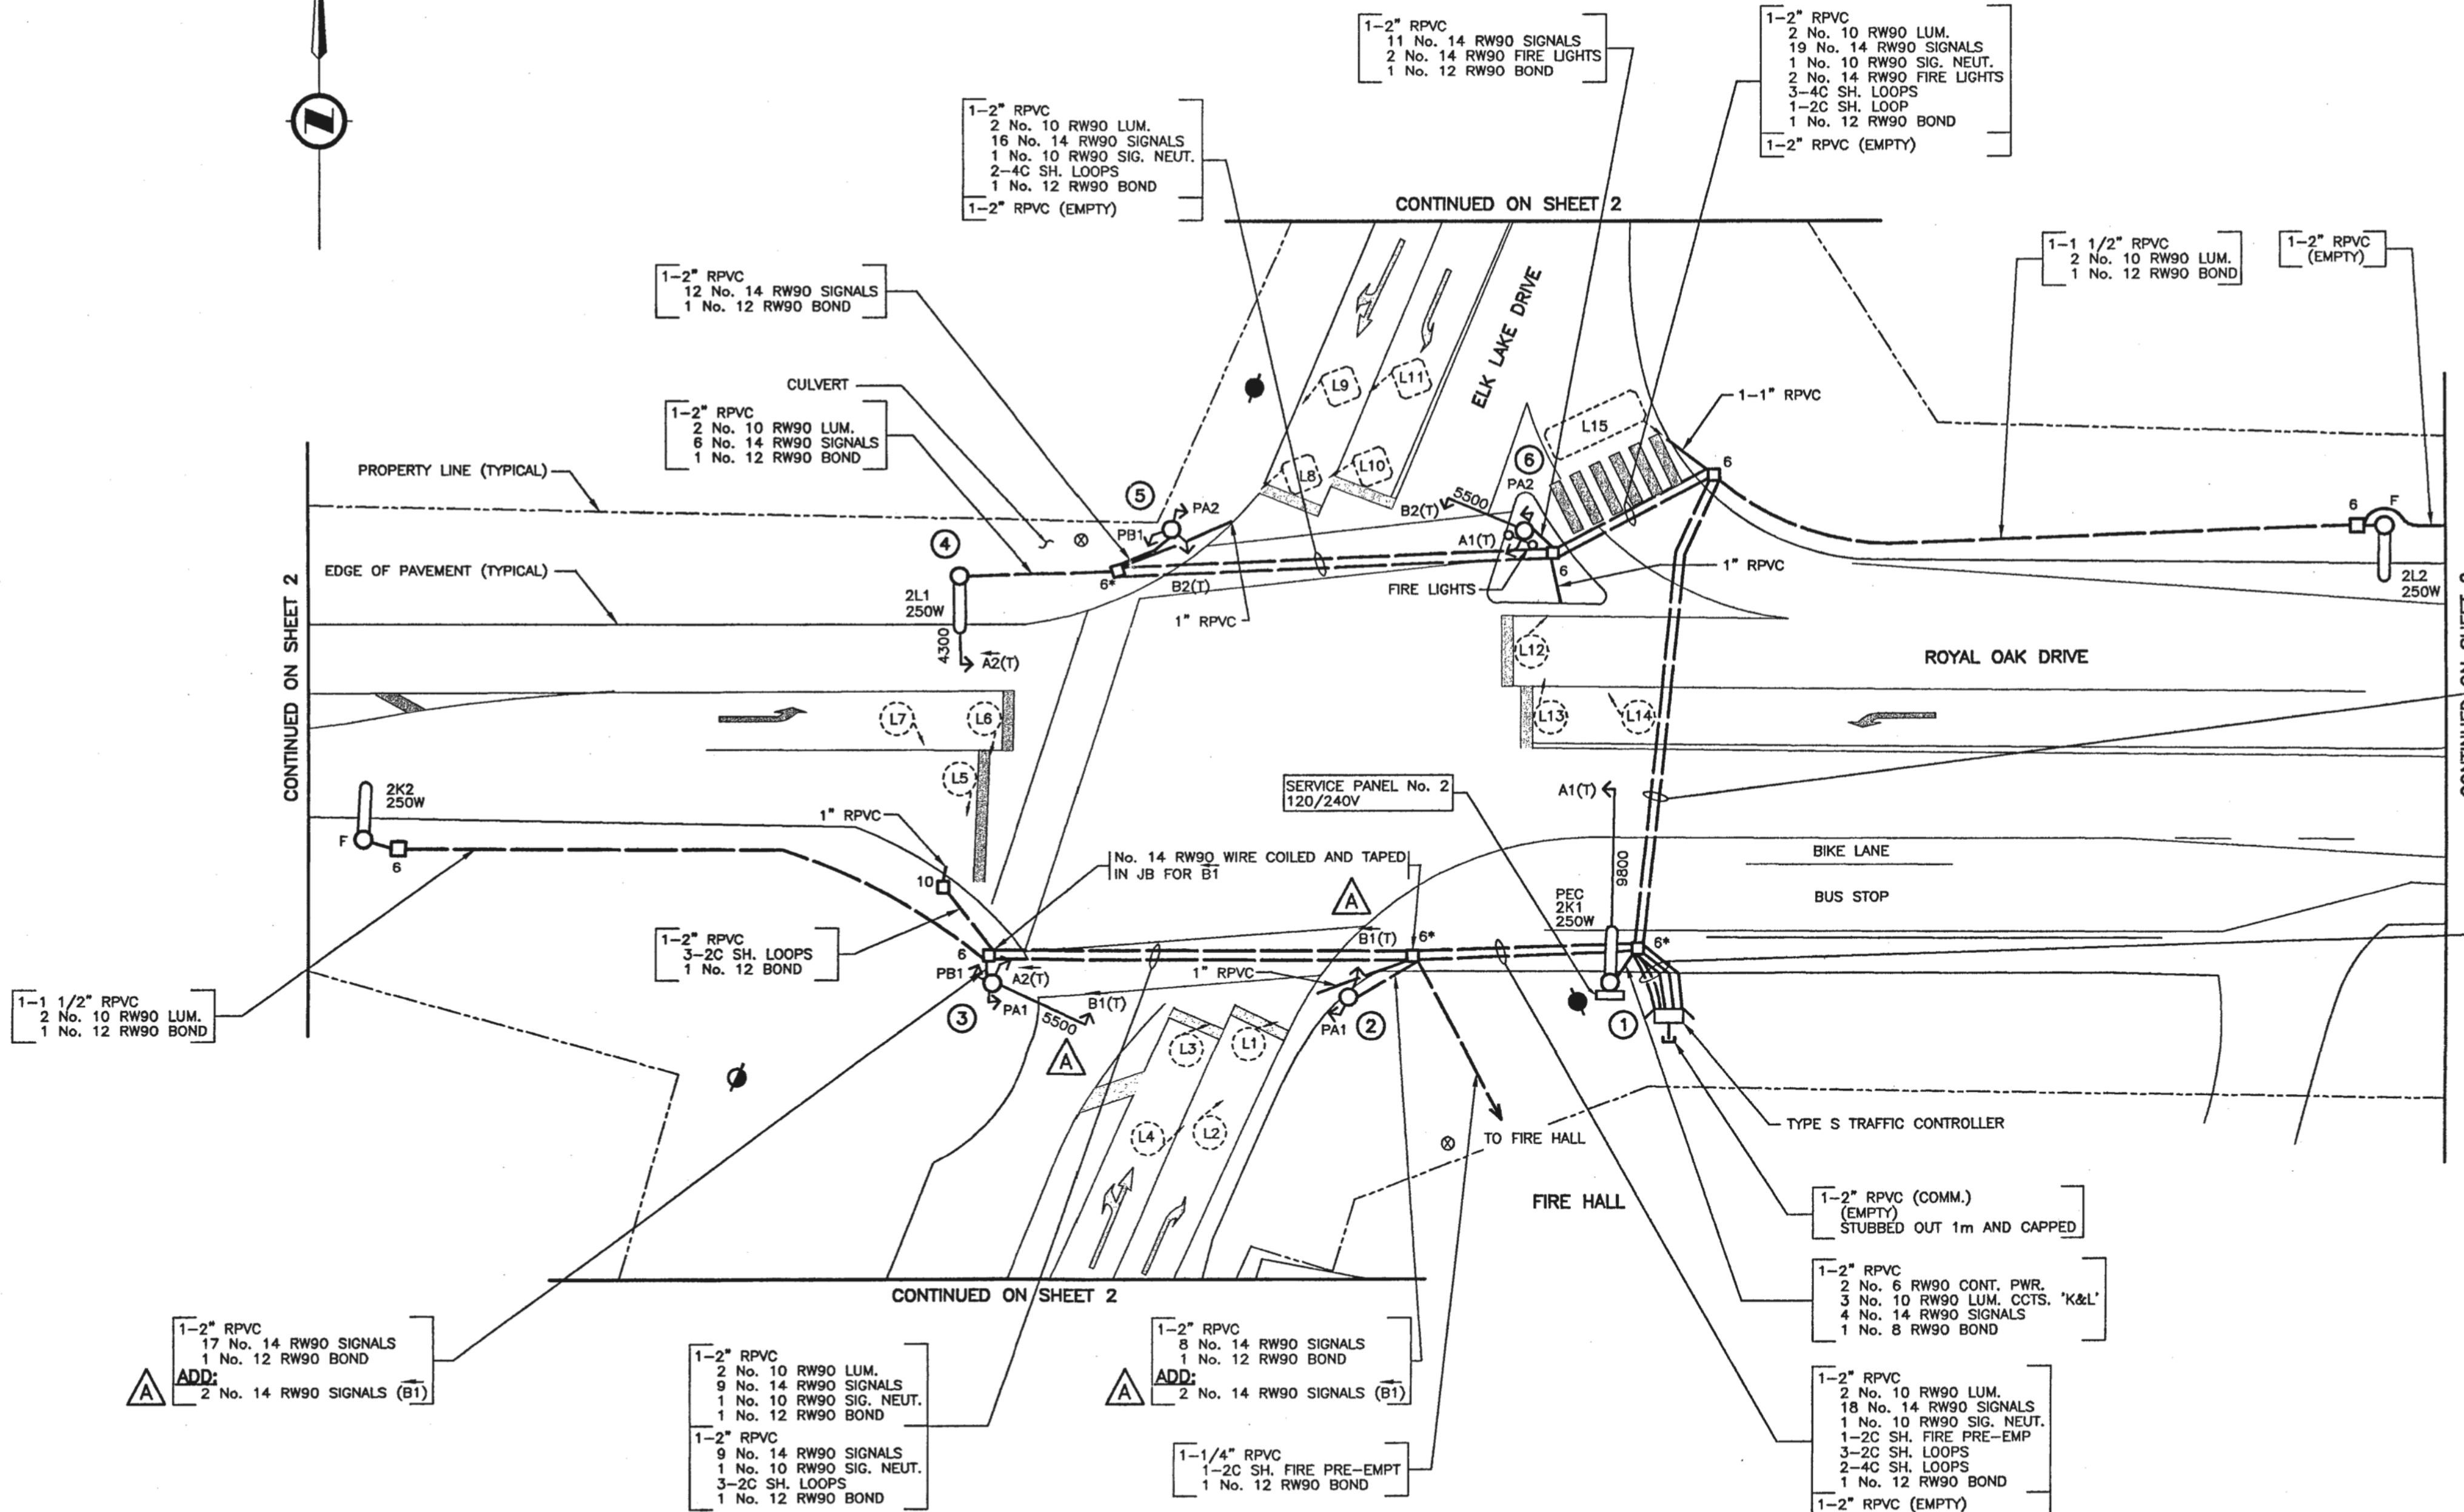 1-2" RPVC
11 No. 14 RW90 SIGNALS
2 No. 14 RW90 FIRE LIGHTS
1 No. 12 RW90 BOND
1-2" RPVC
2 No. 10 RW90 LUM.
19 No. 14 RW90 SIGNALS
1 No. 10 RW90 SIG. NEUT.
2 No. 14 RW90 FIRE LIGHTS
3-4C SH. LOOPS
1-2C SH. LOOP
1 No. 12 RW90 BOND
1-2" RPVC (EMPTY)
1-2" RPVC
2 No. 10 RW90 LUM.
16 No. 14 RW90 SIGNALS
1 No. 10 RW90 SIG. NEUT.
2-4C SH. LOOPS
1 No. 12 RW90 BOND
1-2" RPVC (EMPTY)
CONTINUED ON SHEET 2
1-1 1/2" RPVC
2 No. 10 RW90 LUM.
1 No. 12 RW90 BOND
1-2" RPVC
(EMPTY)
1-2" RPVC
12 No. 14 RW90 SIGNALS
1 No. 12 RW90 BOND
CULVERT
1-2" RPVC
2 No. 10 RW90 LUM.
6 No. 14 RW90 SIGNALS
1 No. 12 RW90 BOND
ELK LAKE DRIVE
L9
L11
L8
L10
L15
1-1" RPVC
PROPERTY LINE (TYPICAL)
EDGE OF PAVEMENT (TYPICAL)
5
PA2
PB1
4
6*
B2(T)
1" RPVC
2L1
250W
4300
A2(T)
6
PA2
5500
B2(T)
A1(T)
6
FIRE LIGHTS
1" RPVC
6
6
F
2L2
250W
CONTINUED ON SHEET 2
L12
L13
L14
ROYAL OAK DRIVE
L7
L6
L5
2K2
250W
F
6
1" RPVC
10
SERVICE PANEL No. 2
120/240V
A1(T)
9800
No. 14 RW90 WIRE COILED AND TAPED
IN JB FOR B1
A
PEC
2K1
250W
BIKE LANE
BUS STOP
1-2" RPVC
3-2C SH. LOOPS
1 No. 12 BOND
6
PB1
A2(T)
PA1
3
5500
B1(T)
A
B1(T)
6*
1" RPVC
PA1
2
6*
1
1-1 1/2" RPVC
2 No. 10 RW90 LUM.
1 No. 12 RW90 BOND
L3
L1
L4
L2
TO FIRE HALL
FIRE HALL
TYPE S TRAFFIC CONTROLLER
1-2" RPVC (COMM.)
(EMPTY)
STUBBED OUT 1m AND CAPPED
CONTINUED ON SHEET 2
1-2" RPVC
2 No. 6 RW90 CONT. PWR.
3 No. 10 RW90 LUM. CCTS. 'K&L'
4 No. 14 RW90 SIGNALS
1 No. 8 RW90 BOND
1-2" RPVC
17 No. 14 RW90 SIGNALS
1 No. 12 RW90 BOND
ADD:
A
2 No. 14 RW90 SIGNALS (B1)
1-2" RPVC
2 No. 10 RW90 LUM.
9 No. 14 RW90 SIGNALS
1 No. 10 RW90 SIG. NEUT.
1 No. 12 RW90 BOND
1-2" RPVC
9 No. 14 RW90 SIGNALS
1 No. 10 RW90 SIG. NEUT.
3-2C SH. LOOPS
1 No. 12 RW90 BOND
1-2" RPVC
8 No. 14 RW90 SIGNALS
1 No. 12 RW90 BOND
ADD:
A
2 No. 14 RW90 SIGNALS (B1)
1-1/4" RPVC
1-2C SH. FIRE PRE-EMPT
1 No. 12 RW90 BOND
1-2" RPVC
2 No. 10 RW90 LUM.
18 No. 14 RW90 SIGNALS
1 No. 10 RW90 SIG. NEUT.
1-2C SH. FIRE PRE-EMP
3-2C SH. LOOPS
2-4C SH. LOOPS
1 No. 12 RW90 BOND
1-2" RPVC (EMPTY)